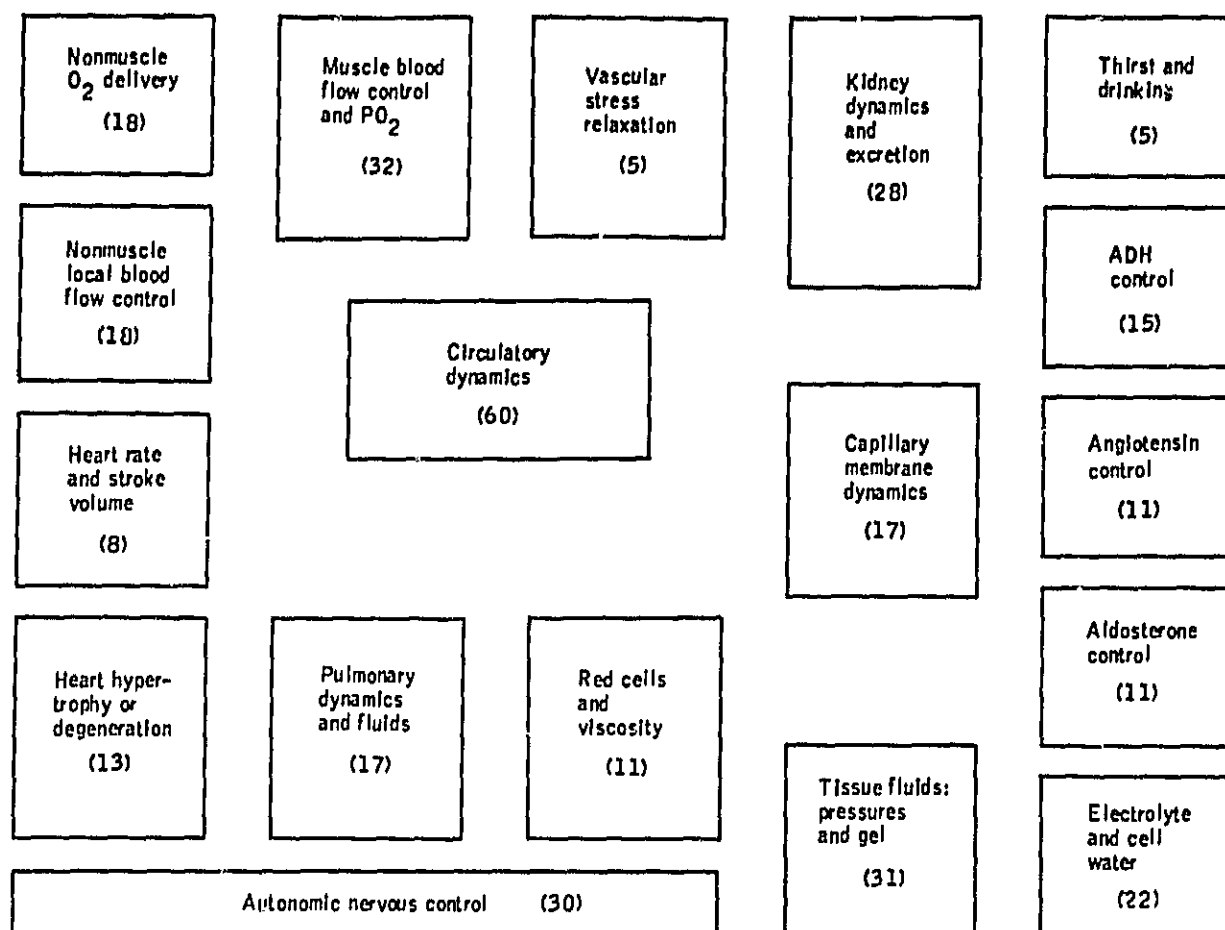 Nonmuscle
O2 delivery
(18)
Muscle blood
flow control
and PO2
(32)
Vascular
stress
relaxation
(5)
Kidney
dynamics
and
excretion
(28)
Thirst and
drinking
(5)
Nonmuscle
local blood
flow control
(18)
ADH
control
(15)
Circulatory
dynamics
(60)
Heart rate
and stroke
volume
(8)
Capillary
membrane
dynamics
(17)
Angiotensin
control
(11)
Aldosterone
control
(11)
Heart hyper-
trophy or
degeneration
(13)
Pulmonary
dynamics
and fluids
(17)
Red cells
and
viscosity
(11)
Tissue fluids:
pressures
and gel
(31)
Electrolyte
and cell
water
(22)
Autonomic nervous control (30)